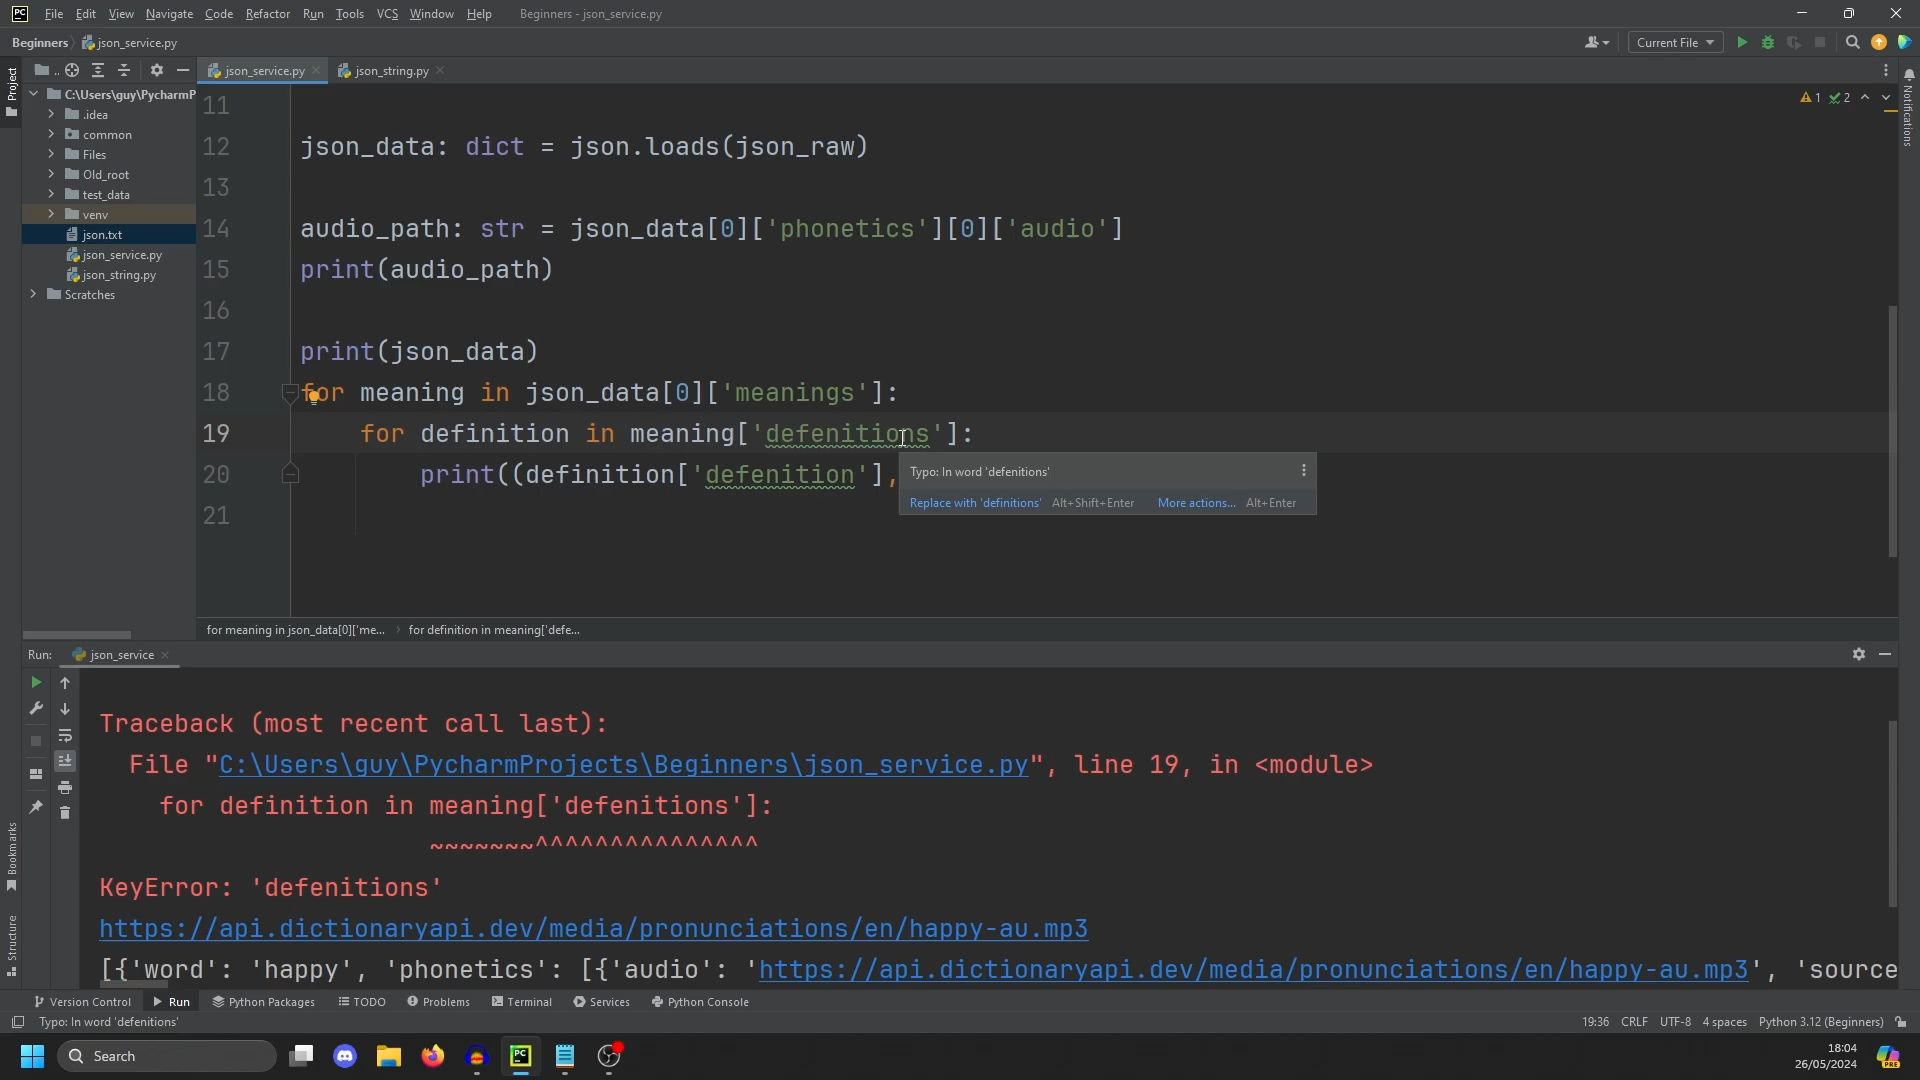 PC File Edit View Navigate Code Refactor Run Tools VCS Window Help Beginners - json_service.py
Beginners json_service.py Current File
.. json_service.py json_string.py
Project
C:\Users\guy\PycharmP
.idea
common
Files
Old_root
test_data
venv
json.txt
json_service.py
json_string.py
Scratches
1 2
Notifications
11
12 json_data: dict = json.loads(json_raw)
13
14 audio_path: str = json_data[0]['phonetics'][0]['audio']
15 print(audio_path)
16
17 print(json_data)
18 for meaning in json_data[0]['meanings']:
19 for definition in meaning['defenitions']:
20 print((definition['defenition'],
21
Typo: In word 'defenitions'
Replace with 'definitions' Alt+Shift+Enter More actions... Alt+Enter
for meaning in json_data[0]['me... for definition in meaning['defe...
Run: json_service
Traceback (most recent call last):
File "C:\Users\guy\PycharmProjects\Beginners\json_service.py", line 19, in <module>
for definition in meaning['defenitions']:
~~~~~~~^^^^^^^^^^^^^^^
KeyError: 'defenitions'
https://api.dictionaryapi.dev/media/pronunciations/en/happy-au.mp3
[{'word': 'happy', 'phonetics': [{'audio': 'https://api.dictionaryapi.dev/media/pronunciations/en/happy-au.mp3', 'source
Bookmarks
Structure
Version Control Run Python Packages TODO Problems Terminal Services Python Console
Typo: In word 'defenitions' 19:36 CRLF UTF-8 4 spaces Python 3.12 (Beginners)
Search PC PRE
18:04
26/05/2024